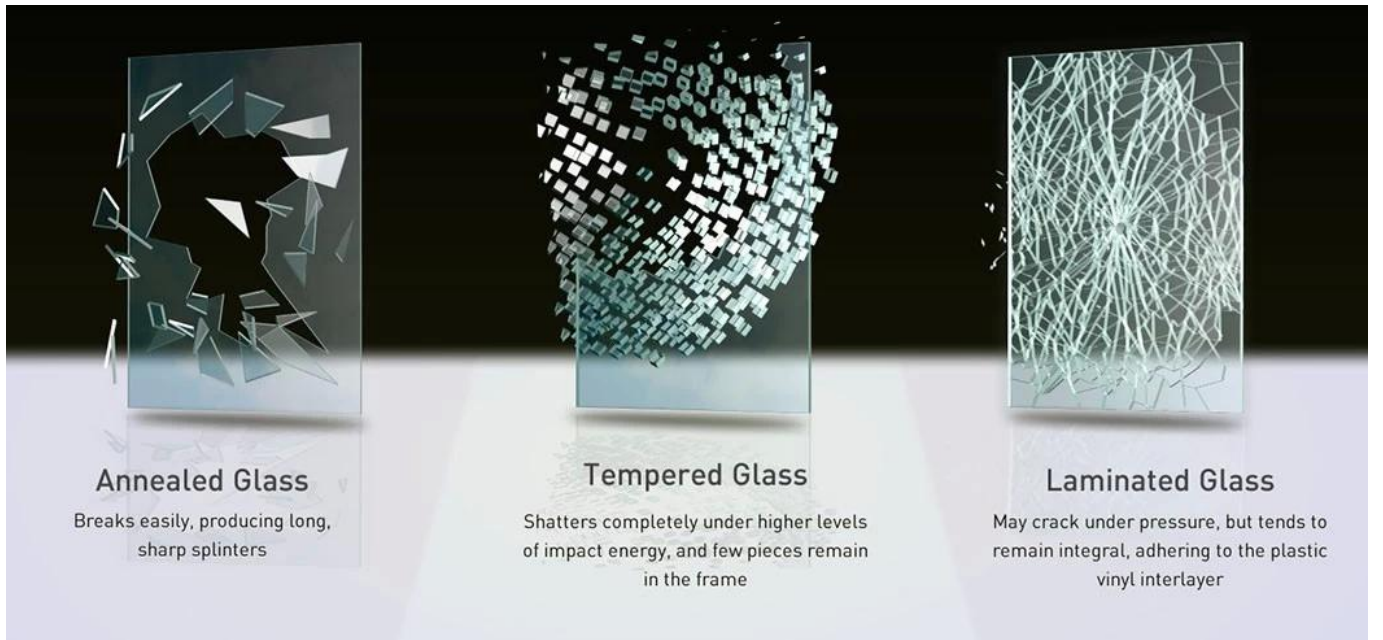 Annealed Glass
Breaks easily, producing long,
sharp splinters
Tempered Glass
Shatters completely under higher levels
of impact energy, and few pieces remain
in the frame
Laminated Glass
May crack under pressure, but tends to
remain integral, adhering to the plastic
vinyl interlayer